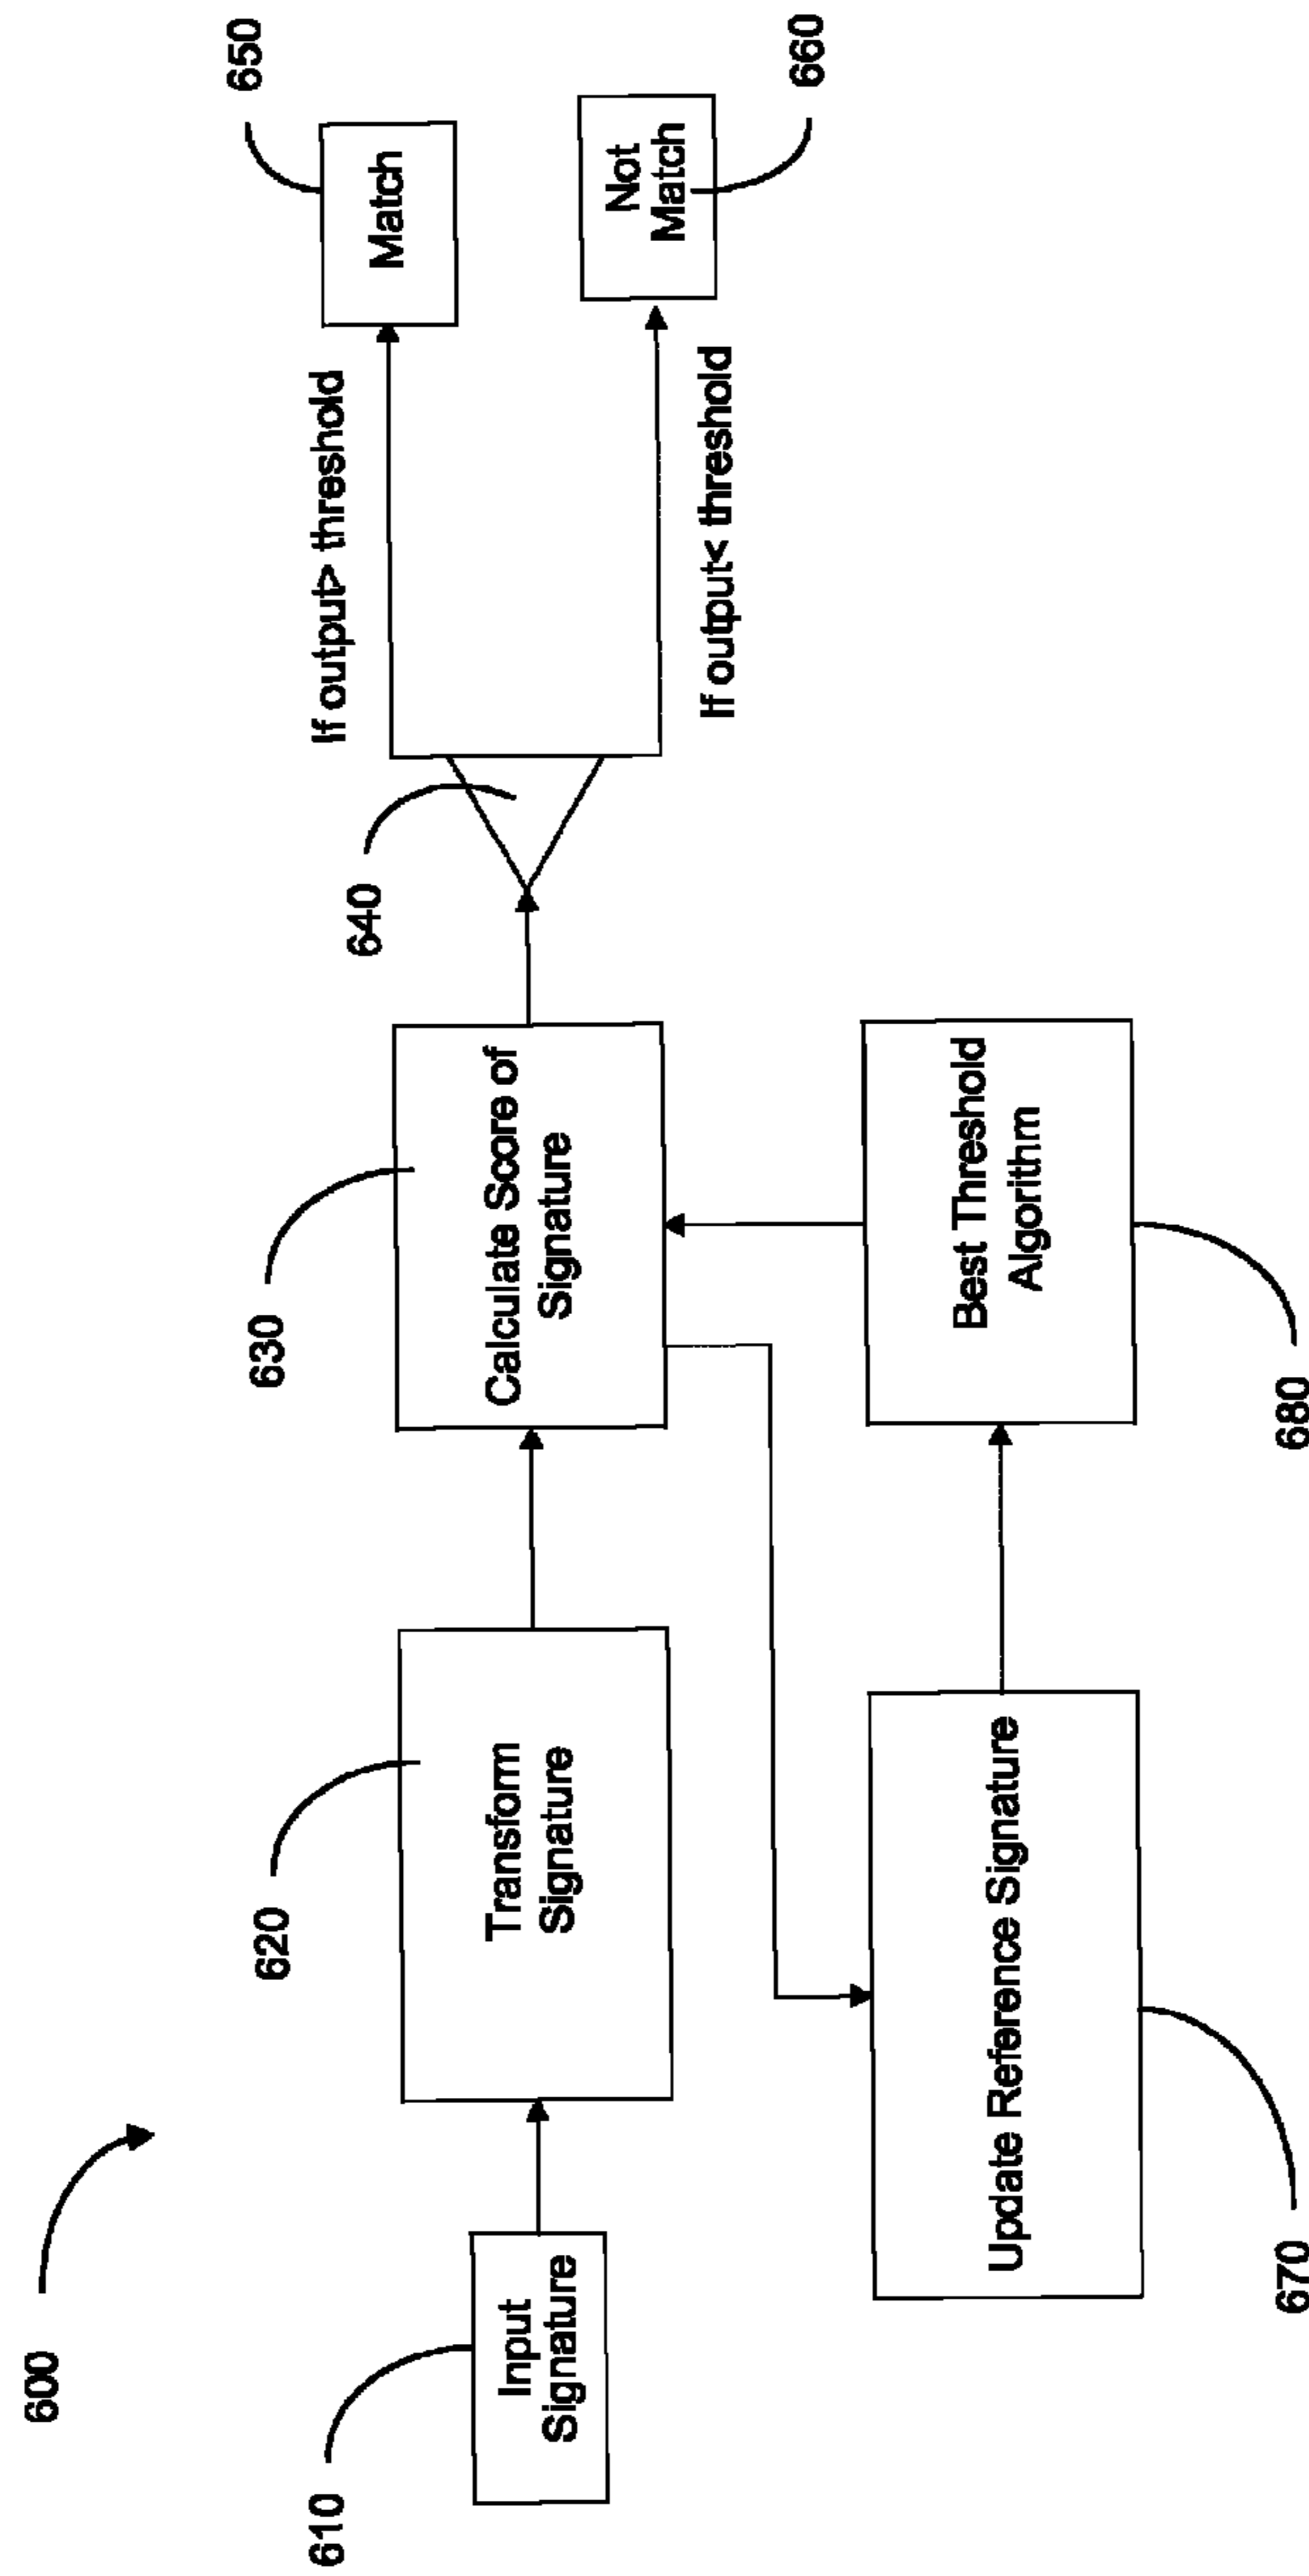 600
610
Input
Signature
620
Transform
Signature
630
Calculate Score of
Signature
640
If output> threshold
650
Match
If output< threshold
Not
Match
660
670
Update Reference Signature
680
Best Threshold
Algorithm